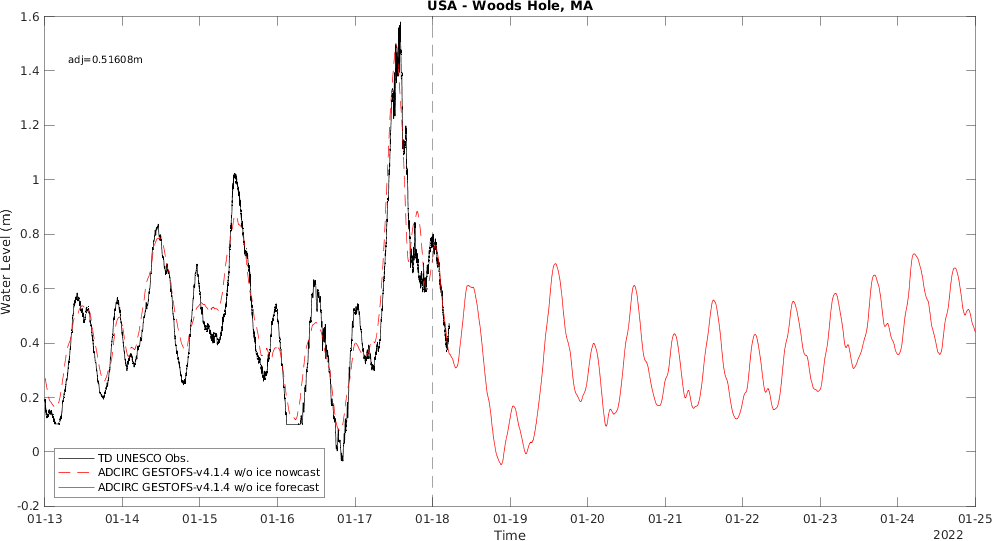 USA - Woods Hole, MA
1.6
1.4
1.2
1
0.8
0.6
0.4
0.2
0
-0.2
Water Level (m)
adj=0.51608m
TD UNESCO Obs.
ADCIRC GESTOFS-v4.1.4 w/o ice nowcast
ADCIRC GESTOFS-v4.1.4 w/o ice forecast
01-13 01-14 01-15 01-16 01-17 01-18 01-19 01-20 01-21 01-22 01-23 01-24 01-25
Time
2022